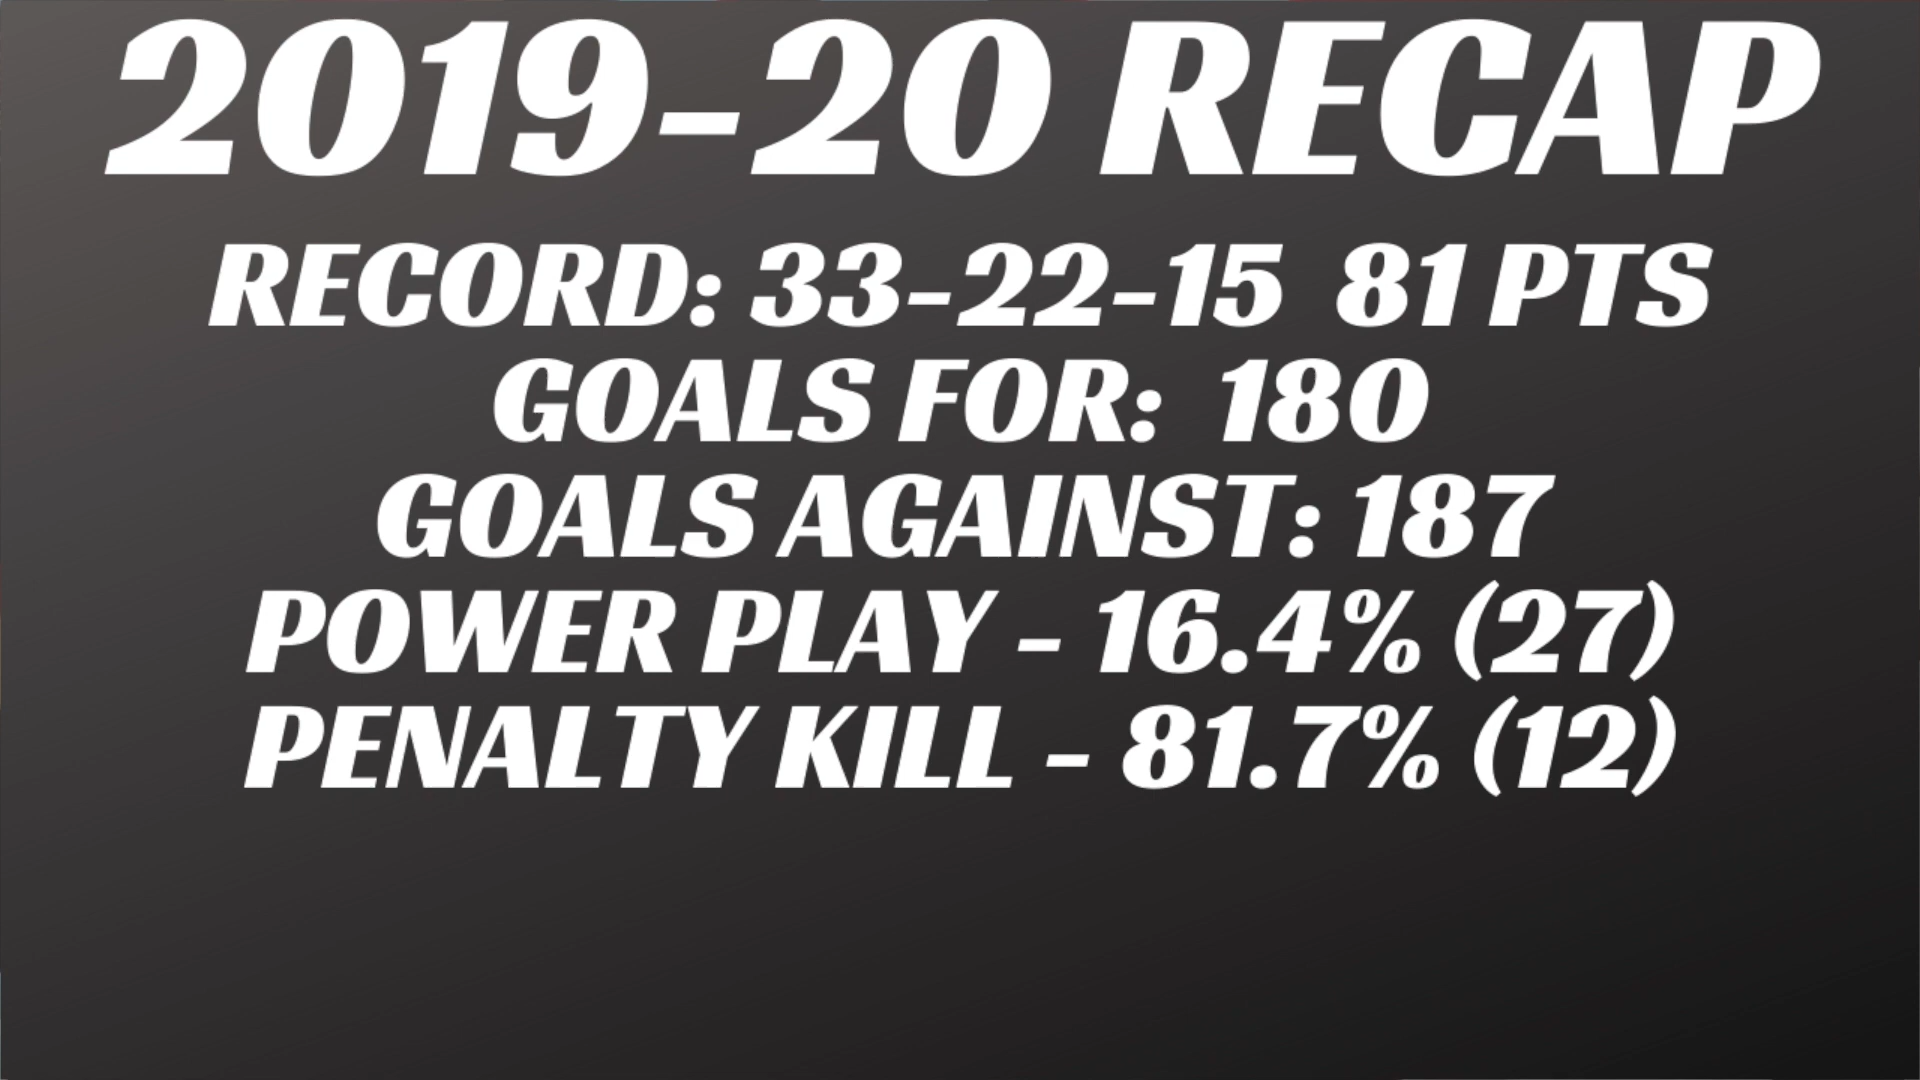 2019-20 RECAP
RECORD: 33-22-15 81 PTS
GOALS FOR: 180
GOALS AGAINST: 187
POWER PLAY - 16.4% (27)
PENALTY KILL - 81.7% (12)